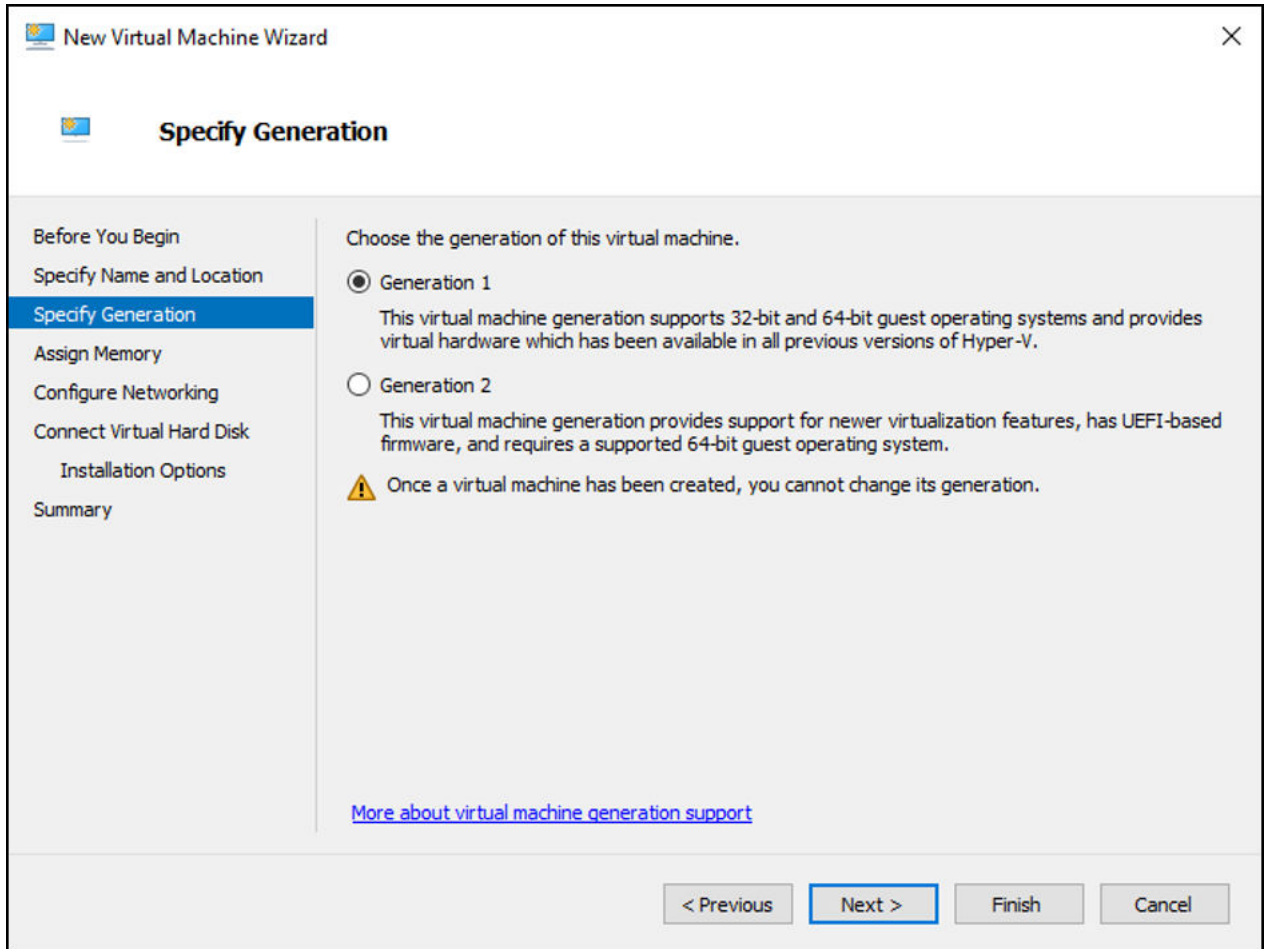 New Virtual Machine Wizard
Specify Generation
Before You Begin
Specify Name and Location
Specify Generation
Assign Memory
Configure Networking
Connect Virtual Hard Disk
Installation Options
Summary
Choose the generation of this virtual machine.
Generation 1
This virtual machine generation supports 32-bit and 64-bit guest operating systems and provides
virtual hardware which has been available in all previous versions of Hyper-V.
Generation 2
This virtual machine generation provides support for newer virtualization features, has UEFI-based
firmware, and requires a supported 64-bit guest operating system.
Once a virtual machine has been created, you cannot change its generation.
More about virtual machine generation support
< Previous
Next >
Finish
Cancel